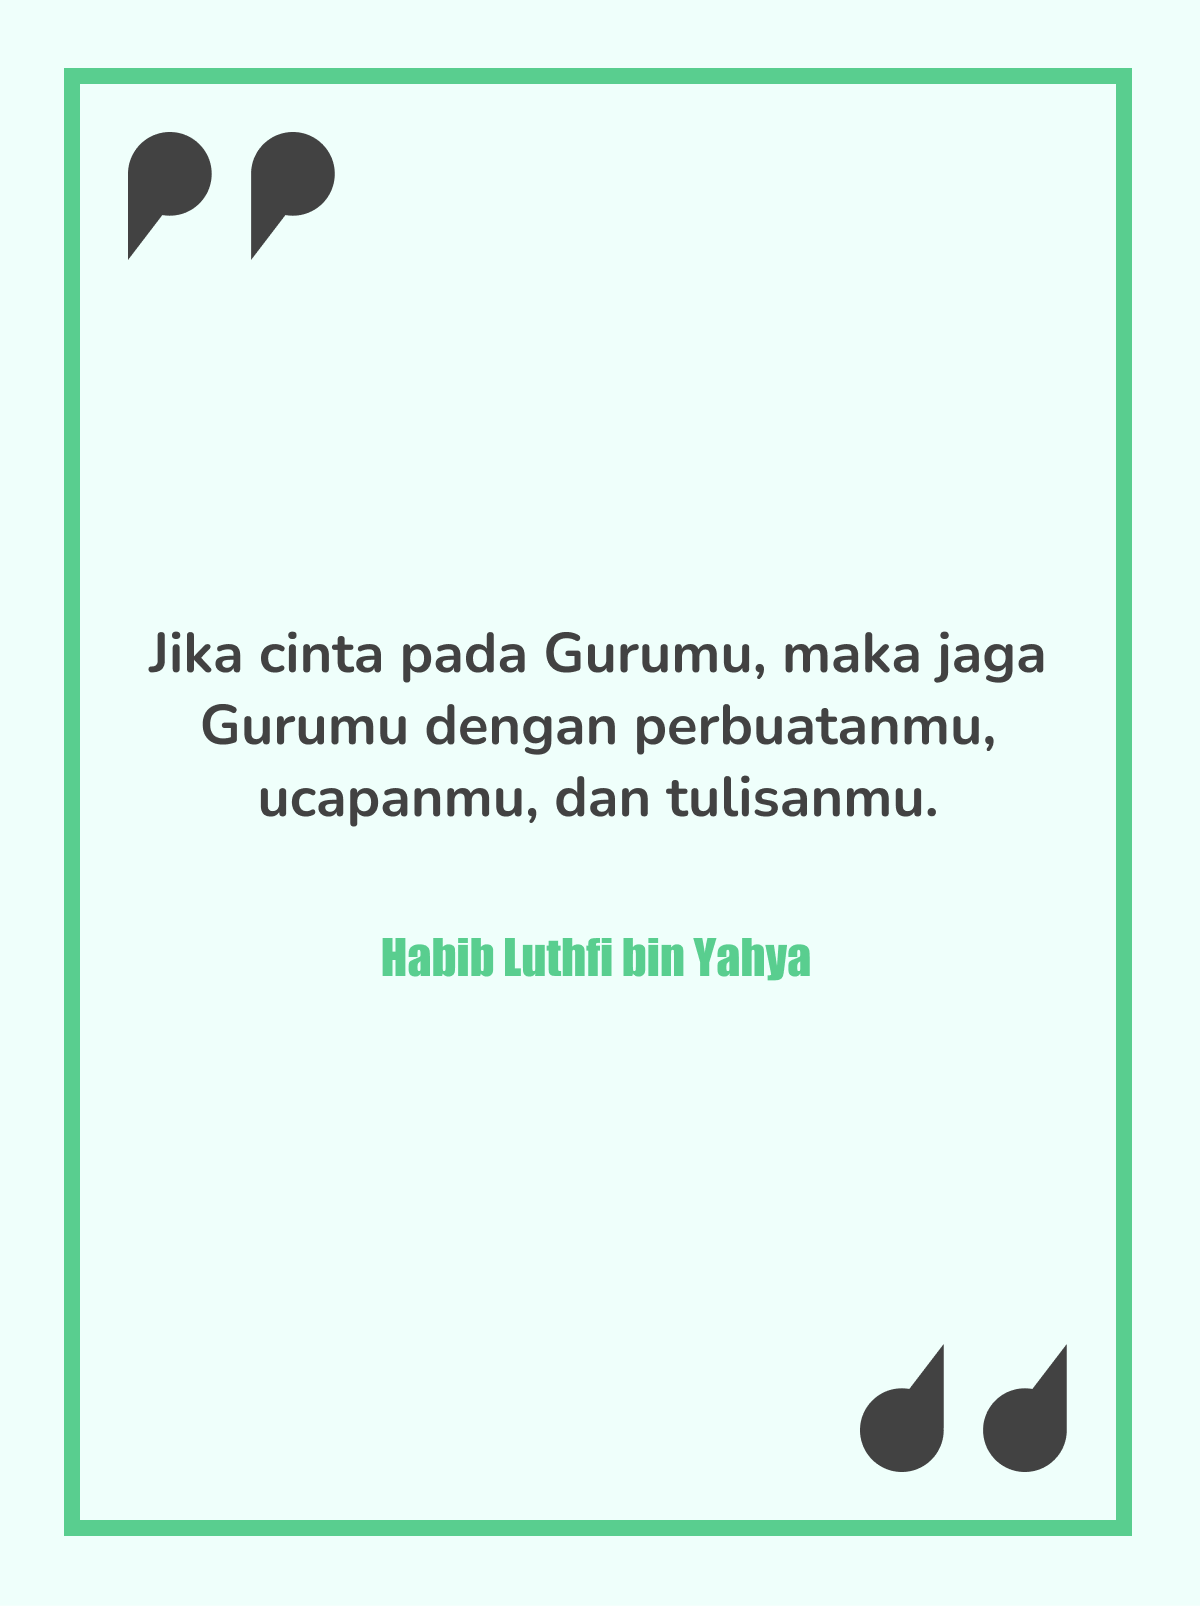 Jika cinta pada Gurumu, maka jaga
Gurumu dengan perbuatanmu,
ucapanmu, dan tulisanmu.
Habib Luthfi bin Yahya